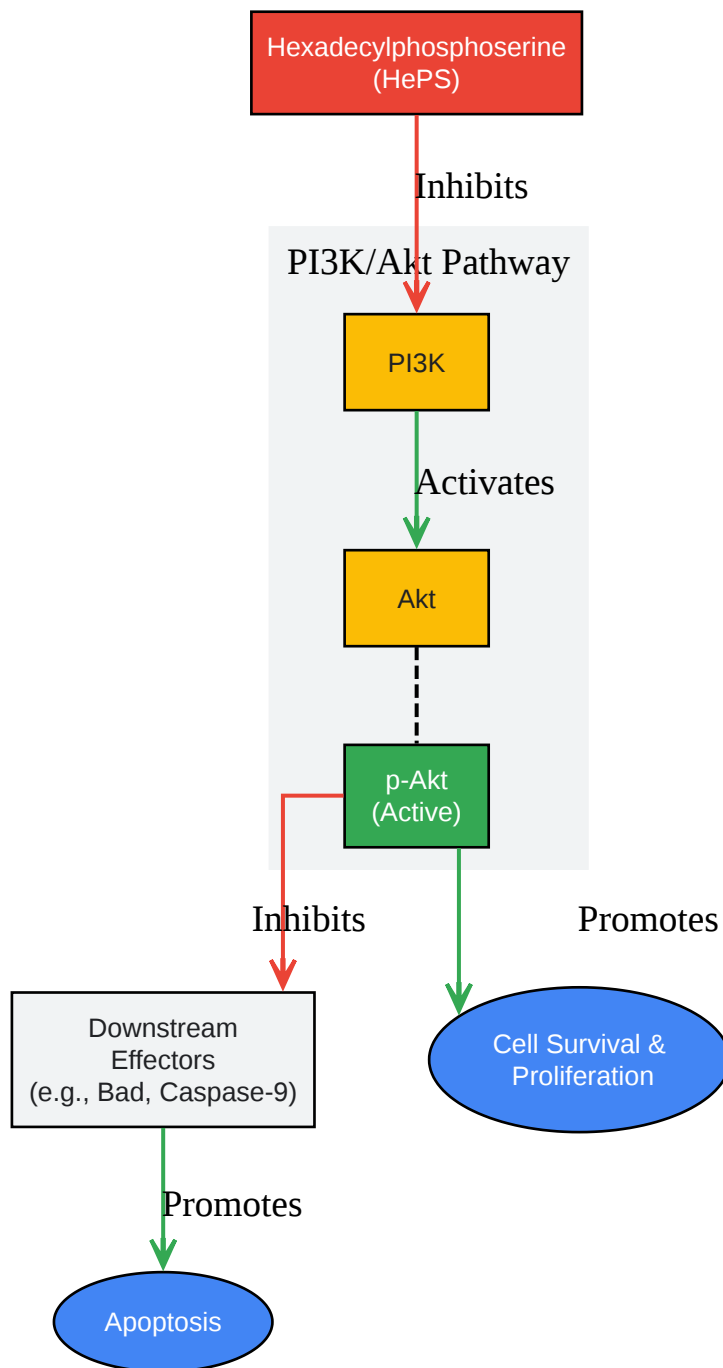 Hexadecylphosphoserine
(HePS)
Inhibits
PI3K/Akt Pathway
PI3K
Activates
Akt
p-Akt
(Active)
Inhibits
Promotes
Downstream
Effectors
(e.g., Bad, Caspase-9)
Cell Survival &
Proliferation
Promotes
Apoptosis